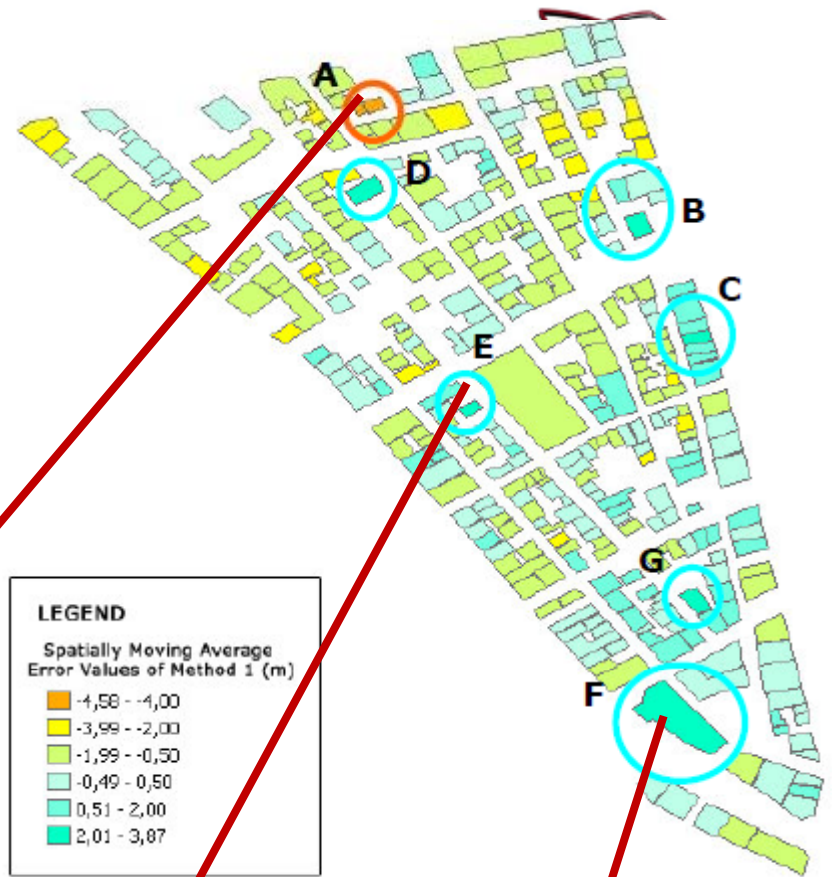 A
D
B
C
E
G
F
LEGEND
Spatially Moving Average
Error Values of Method 1 (m)
-4,58 - -4,00
-3,99 - -2,00
-1,99 - -0,50
-0,49 - 0,50
0,51 - 2,00
2,01 - 3,87